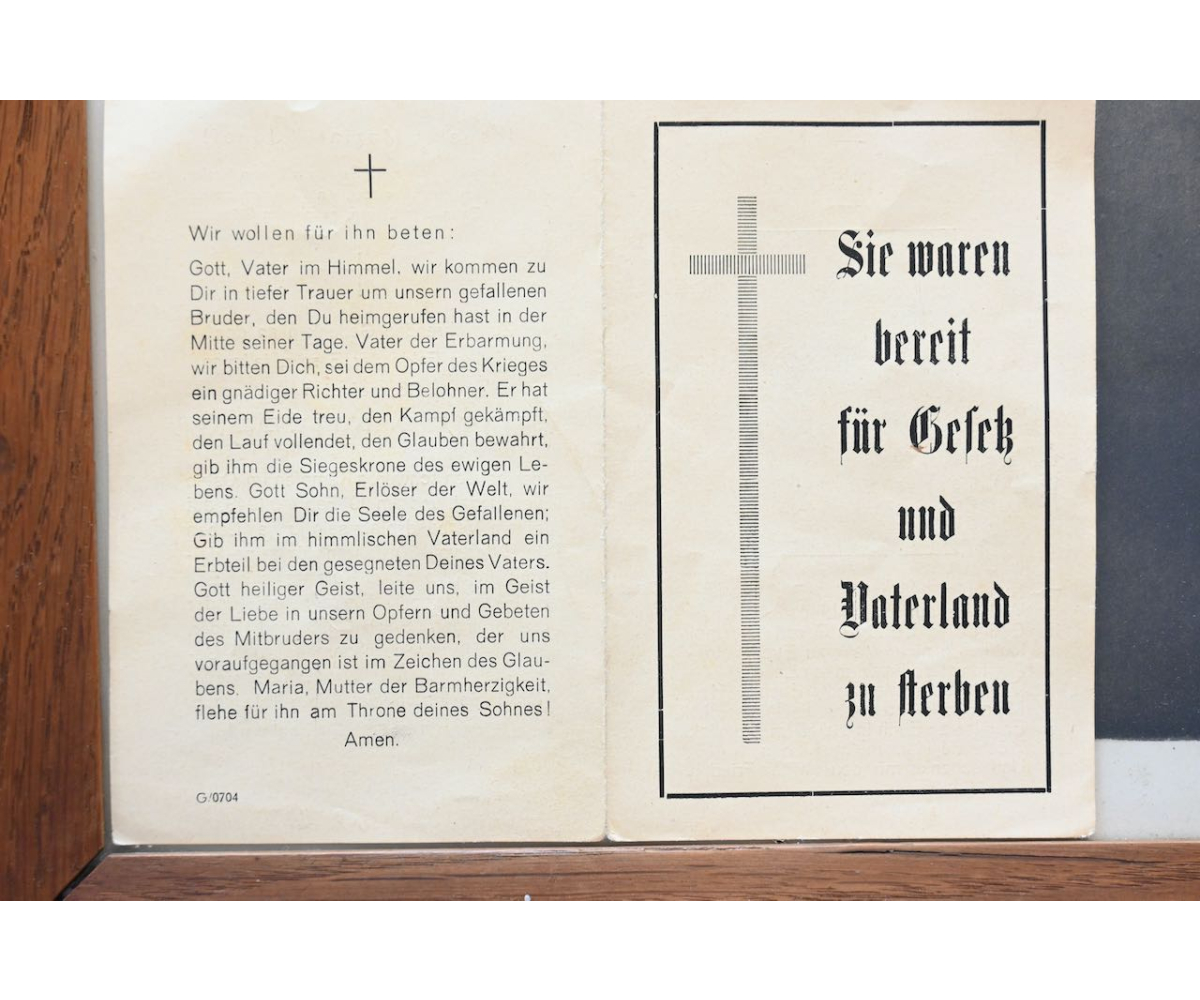 Wir wollen für ihn beten:
Gott, Vater im Himmel, wir kommen zu
Dir in tiefer Trauer um unsern gefallenen
Bruder, den Du heimgerufen hast in der
Mitte seiner Tage. Vater der Erbarmung,
wir bitten Dich, sei dem Opfer des Krieges
ein gnädiger Richter und Belohner. Er hat
seinem Eide treu, den Kampf gekämpft,
den Lauf vollendet, den Glauben bewahrt,
gib ihm die Siegeskrone des ewigen Le-
bens. Gott Sohn, Erlöser der Welt, wir
empfehlen Dir die Seele des Gefallenen;
Gib ihm im himmlischen Vaterland ein
Erbteil bei den gesegneten Deines Vaters.
Gott heiliger Geist, leite uns, im Geist
der Liebe in unsern Opfern und Gebeten
des Mitbruders zu gedenken, der uns
voraufgegangen ist im Zeichen des Glau-
bens. Maria, Mutter der Barmherzigkeit,
flehe für ihn am Throne deines Sohnes!
Amen.
G/0704
Sie waren
bereit
für Geſetz
und
Vaterland
zu ſterben